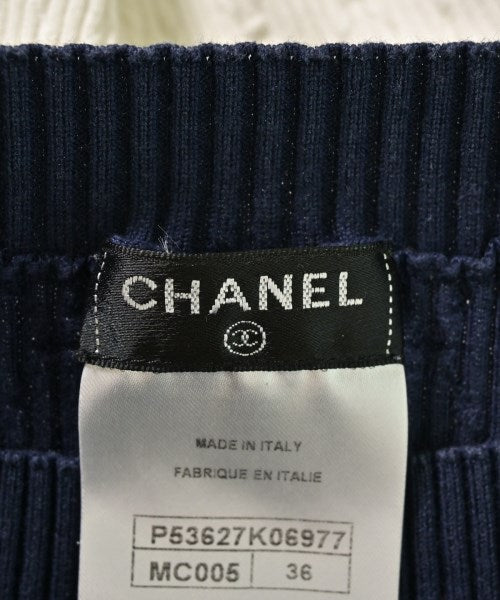 CHANEL
MADE IN ITALY
FABRIQUE EN ITALIE
P53627K06977
MC005 36